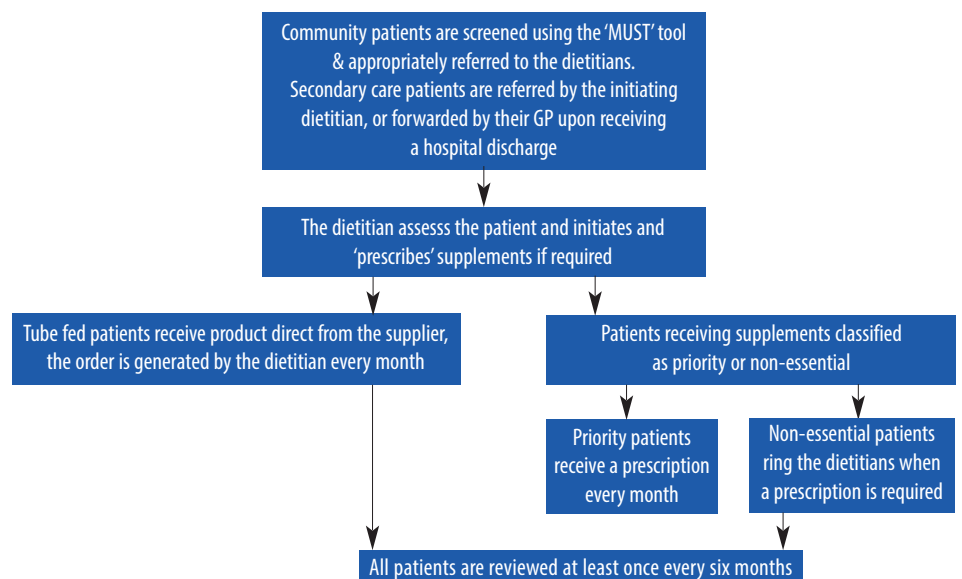 Community patients are screened using the ‘MUST’ tool
& appropriately referred to the dietitians.
Secondary care patients are referred by the initiating
dietitian, or forwarded by their GP upon receiving
a hospital discharge
The dietitian assesss the patient and initiates and
‘prescribes’ supplements if required
Tube fed patients receive product direct from the supplier,
the order is generated by the dietitian every month
Patients receiving supplements classified
as priority or non-essential
Priority patients
receive a prescription
every month
Non-essential patients
ring the dietitians when
a prescription is required
All patients are reviewed at least once every six months